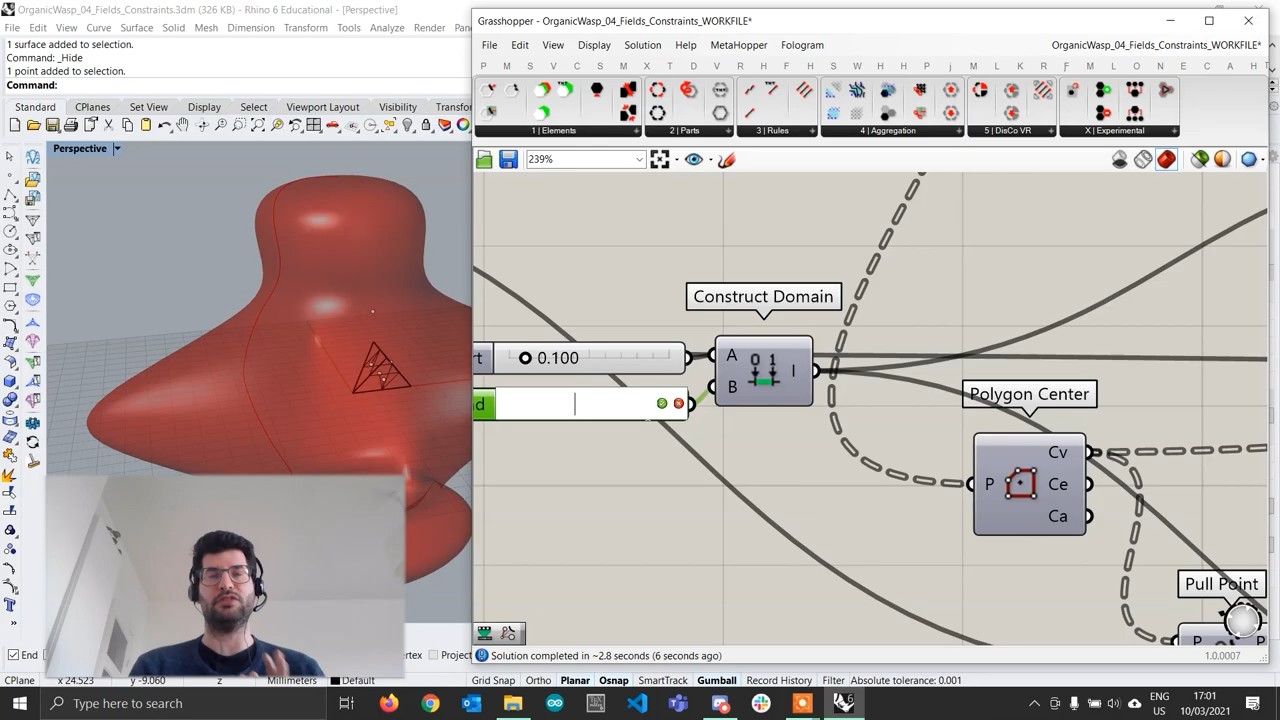 OrganicWasp_04_Fields_Constraints.3dm (326 KB) - Rhino 6 Educational - [Perspective]
File Edit View Curve Surface Solid Mesh Dimension Transform Tools Analyze Render
1 surface added to selection.
Command: _Hide
1 point added to selection.
Command:
Standard CPlanes Set View Display Select Viewport Layout Visibility
Perspective
Grasshopper - OrganicWasp_04_Fields_Constraints_WORKFILE*
File Edit View Display Solution Help MetaHopper Fologram
OrganicWasp_04_Fields_Constraints_WORKFILE*
P M S V C S M X T D V R H T P S W U D P j M L K R F B M L O Y A H
1 | Elements
2 | Parts
3 | Rules
4 | Aggregation
5 | DisCo VR
X | Experimental
239%
Construct Domain
0.100
A
B
0 1
I
Polygon Center
P
Cv
Ce
Ca
Pull Point
P
Solution completed in ~2.8 seconds (6 seconds ago)
1.0.0007
End
Project
CPlane x 24.523 y -9.060 z Millimeters Default Grid Snap Ortho Planar Osnap SmartTrack Gumball Record History Filter Absolute tolerance: 0.001
Type here to search
ENG
US
17:01
10/03/2021